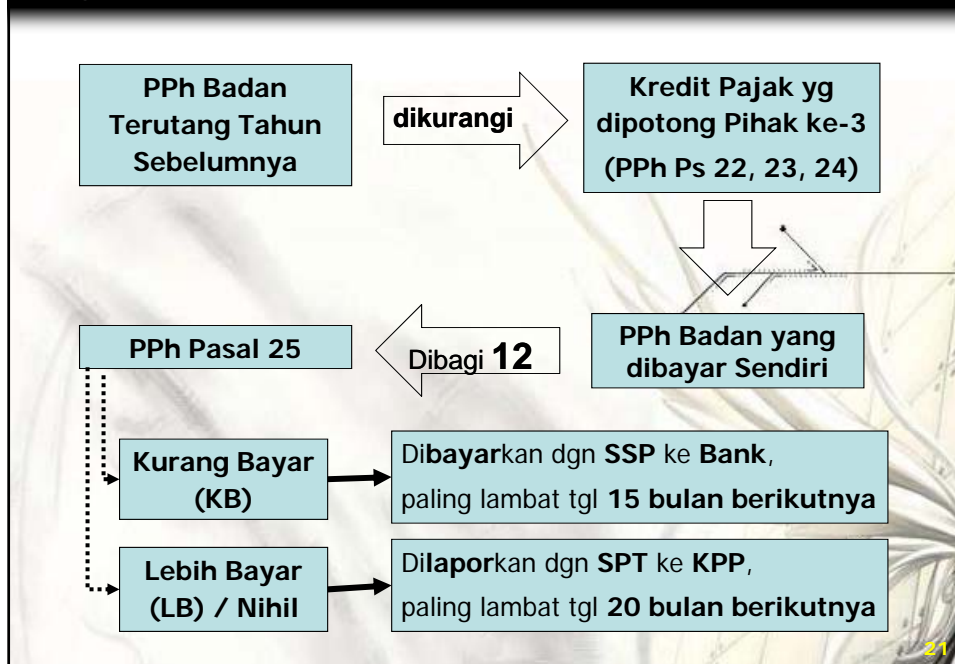 PPh Badan
Terutang Tahun
Sebelumnya
dikurangi
Kredit Pajak yg
dipotong Pihak ke-3
(PPh Ps 22, 23, 24)
PPh Badan yang
dibayar Sendiri
Dibagi 12
PPh Pasal 25
Kurang Bayar
(KB)
Dibayarkan dgn SSP ke Bank,
paling lambat tgl 15 bulan berikutnya
Lebih Bayar
(LB) / Nihil
Dilaporkan dgn SPT ke KPP,
paling lambat tgl 20 bulan berikutnya
21